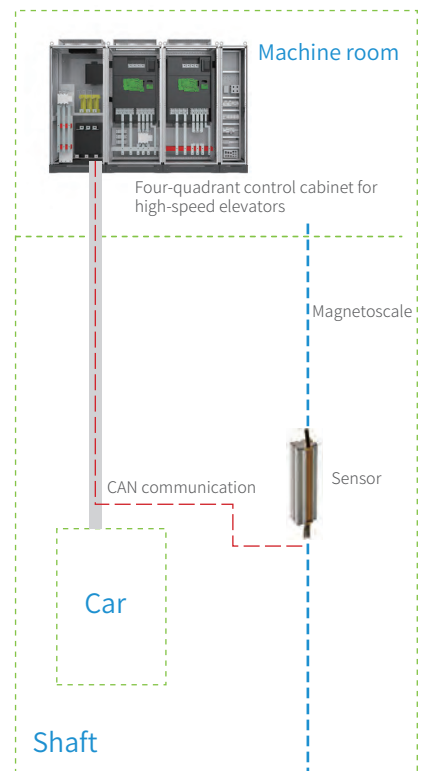 Machine room
Four-quadrant control cabinet for
high-speed elevators
Magnetoscale
Sensor
CAN communication
Car
Shaft